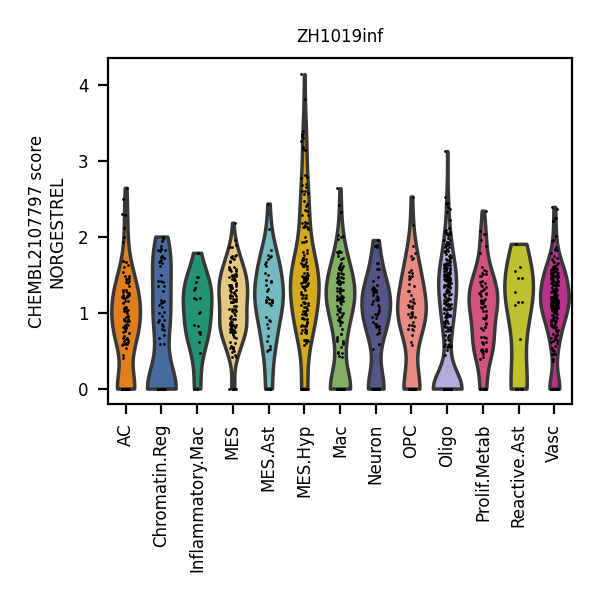 ZH1019inf
CHEMBL2107797 score
NORGESTREL
4
3
2
1
0
AC
Chromatin.Reg
Inflammatory.Mac
MES
MES.Ast
MES.Hyp
Mac
Neuron
OPC
Oligo
Prolif.Metab
Reactive.Ast
Vasc